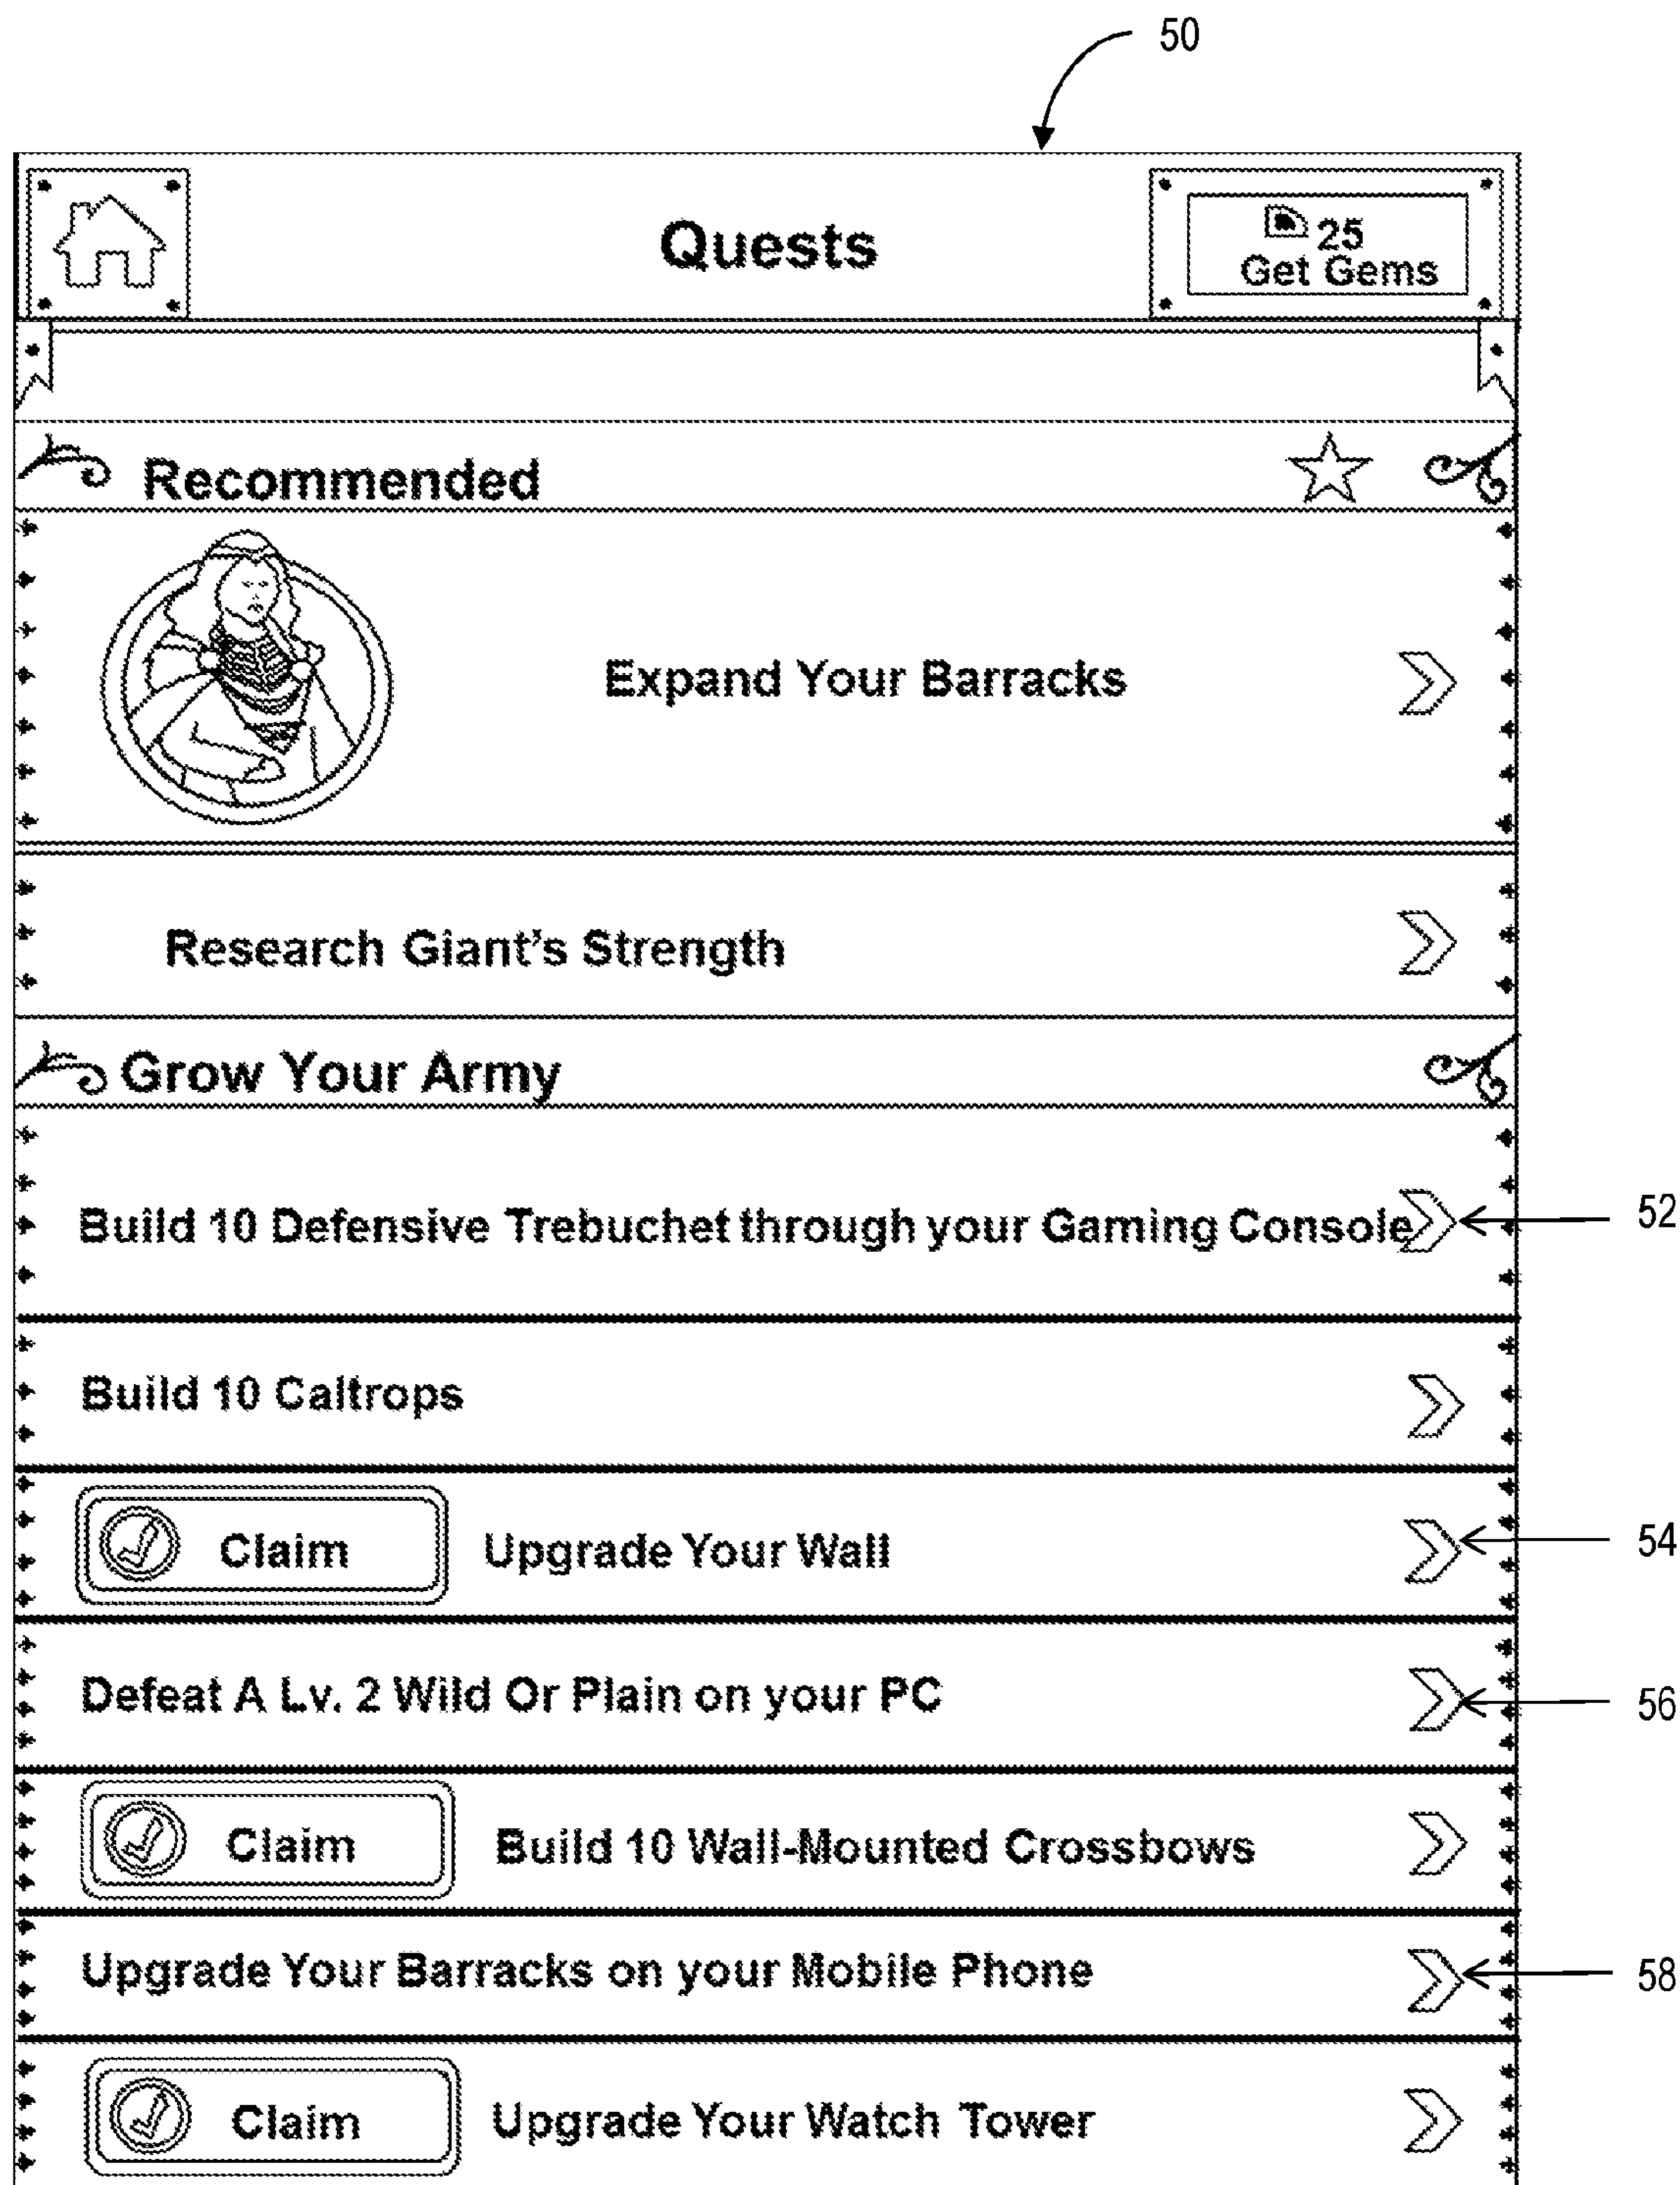 50
Quests
25
Get Gems
Recommended
Expand Your Barracks
Research Giant's Strength
Grow Your Army
Build 10 Defensive Trebuchet through your Gaming Console
52
Build 10 Caltrops
Claim Upgrade Your Wall
54
Defeat A Lv. 2 Wild Or Plain on your PC
56
Claim Build 10 Wall-Mounted Crossbows
Upgrade Your Barracks on your Mobile Phone
58
Claim Upgrade Your Watch Tower